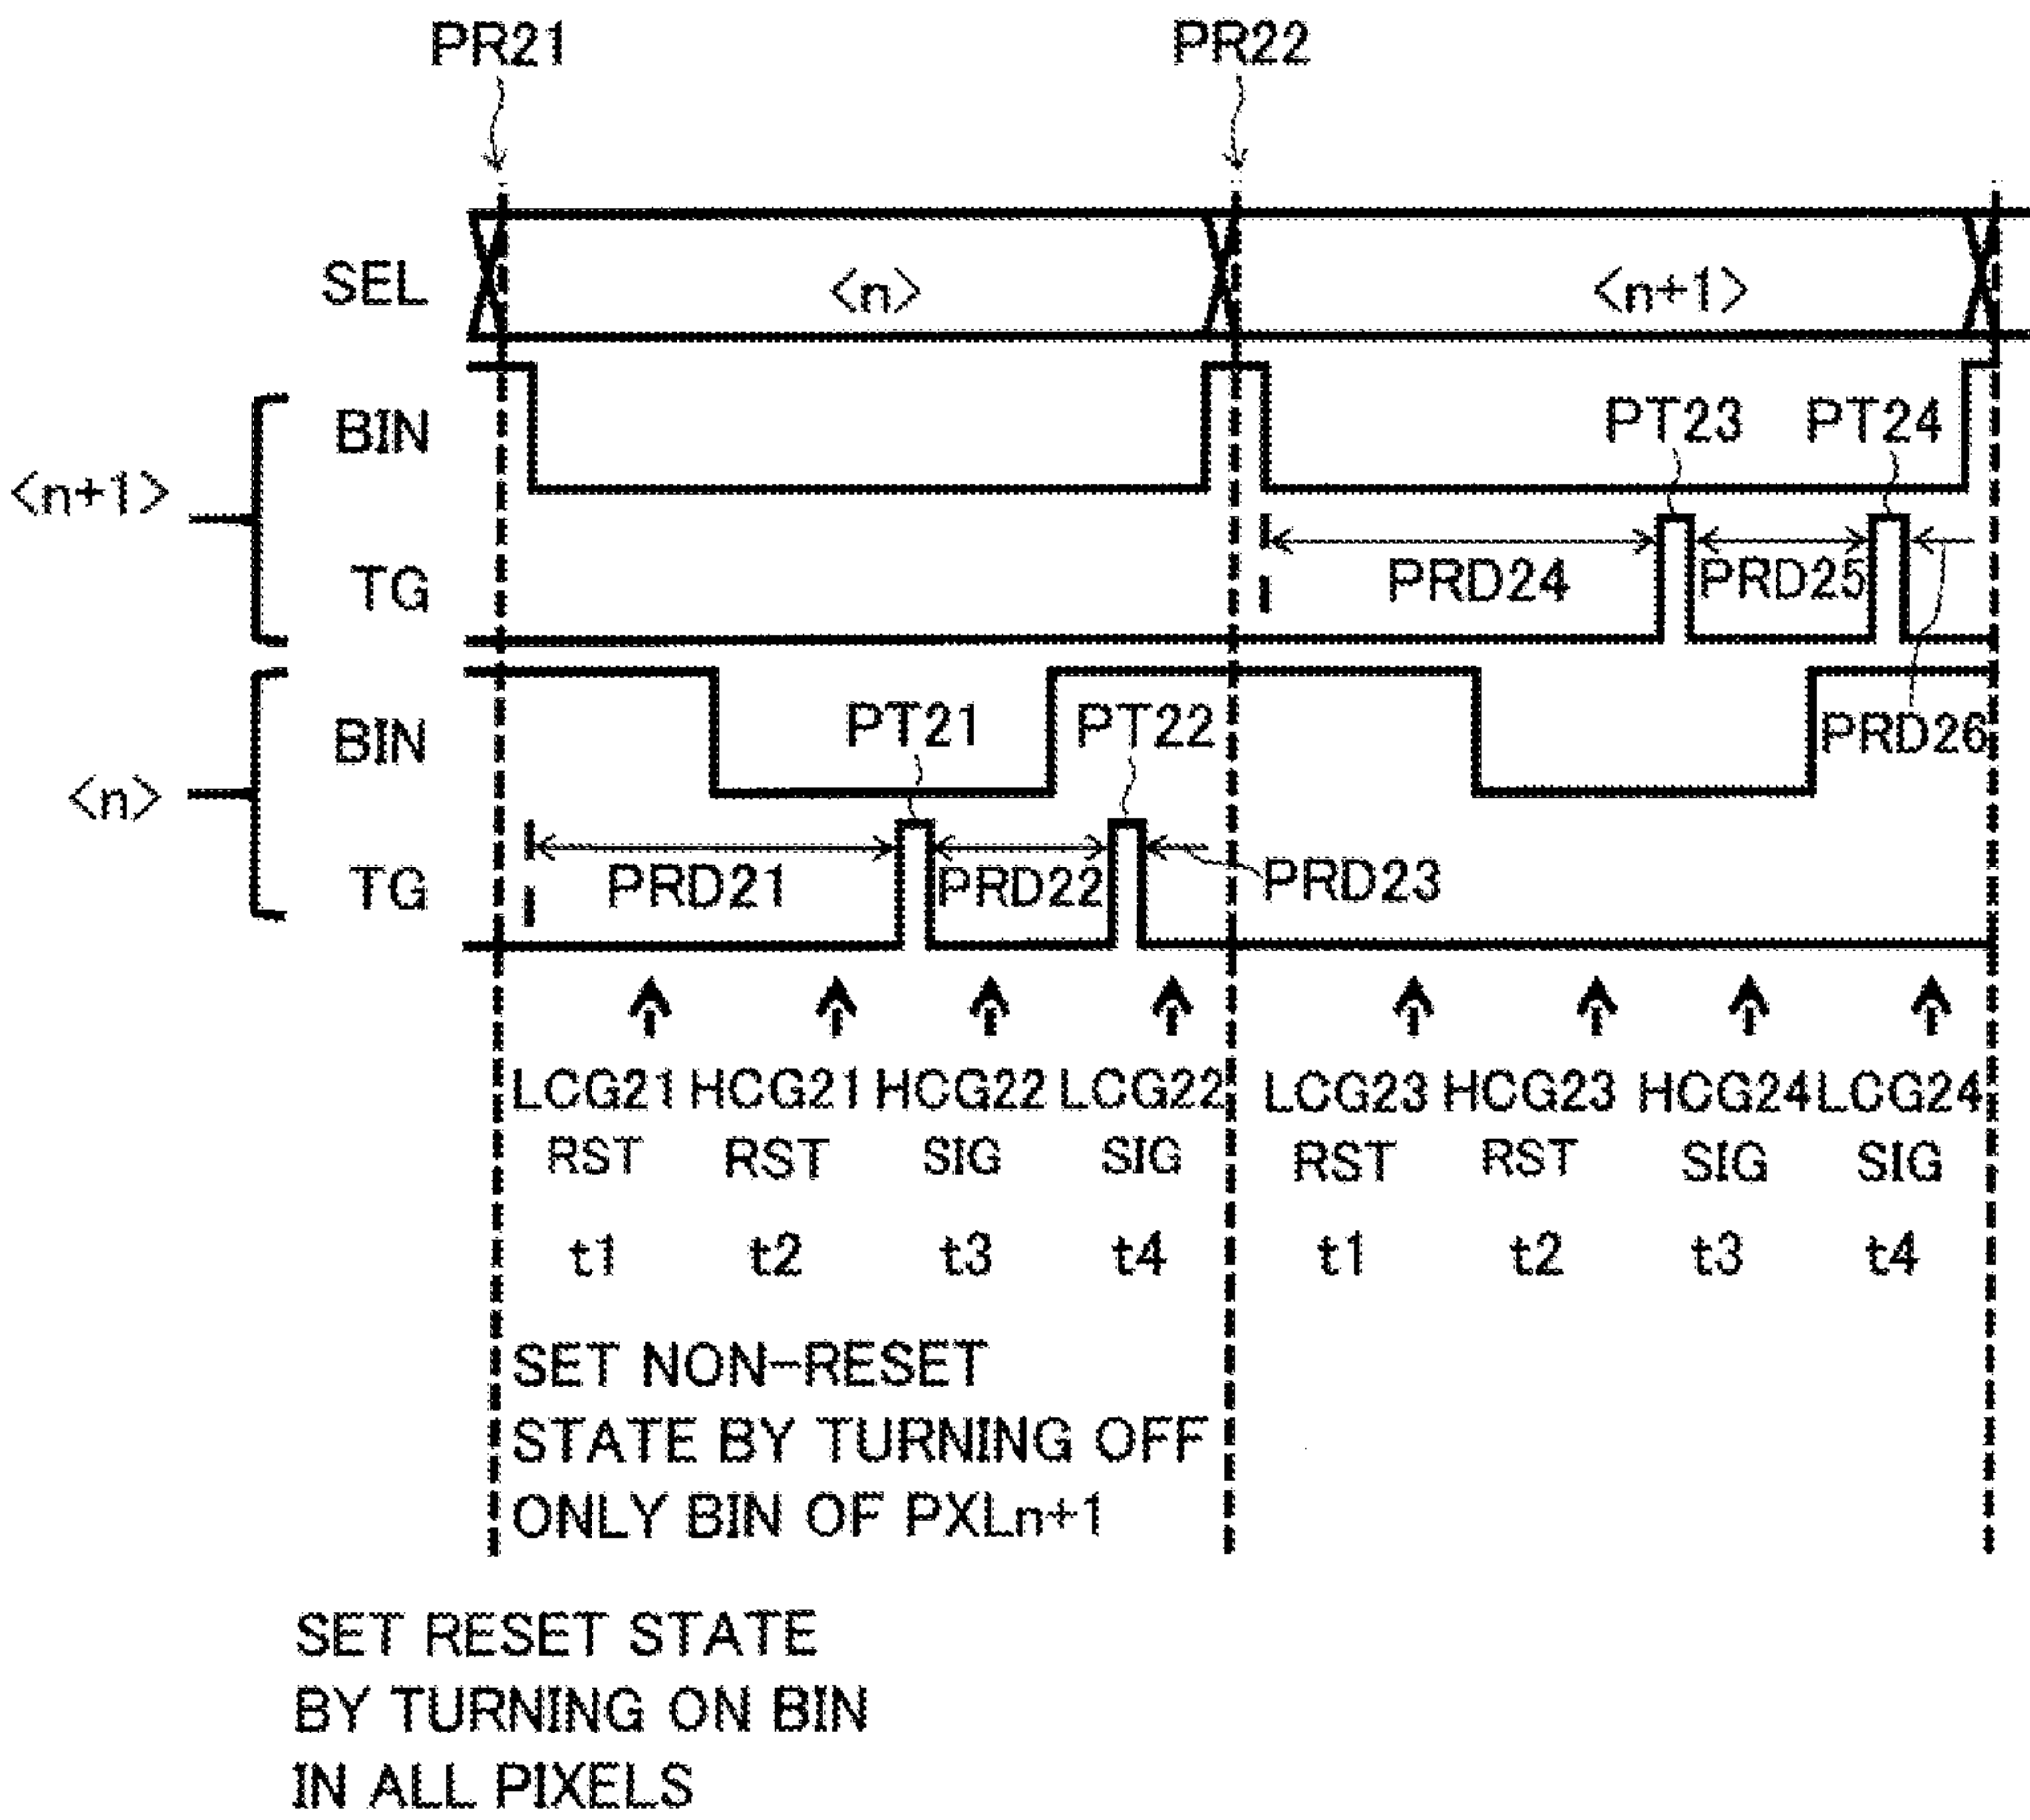 PR21 PR22
SEL <n> <n+1>
<n+1> BIN PT23 PT24
TG PRD24 PRD25
PRD26
<n> BIN PT21 PT22
TG PRD21 PRD22 PRD23
LCG21 HCG21 HCG22 LCG22 LCG23 HCG23 HCG24 LCG24
RST RST SIG SIG RST RST SIG SIG
t1 t2 t3 t4 t1 t2 t3 t4
SET NON-RESET
STATE BY TURNING OFF
ONLY BIN OF PXLn+1
SET RESET STATE
BY TURNING ON BIN
IN ALL PIXELS